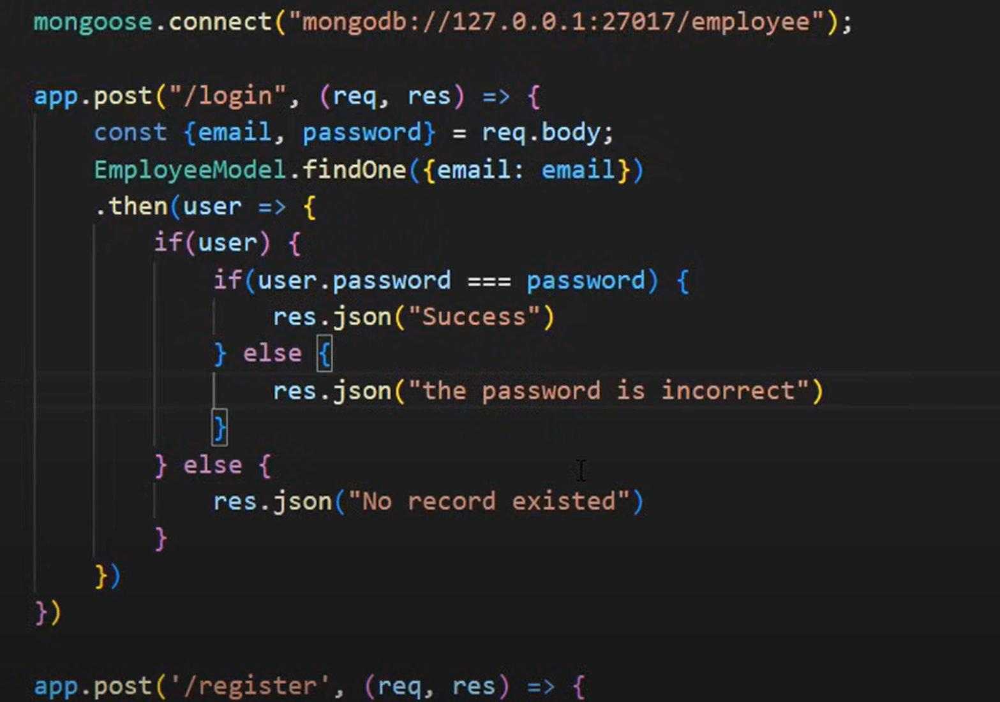 mongoose.connect("mongodb://127.0.0.1:27017/employee");
app.post("/login", (req, res) => {
const {email, password} = req.body;
EmployeeModel.findOne({email: email})
.then(user => {
if(user) {
if(user.password === password) {
res.json("Success")
} else {
res.json("the password is incorrect")
}
} else {
res.json("No record existed")
}
})
})
app.post('/register', (req, res) => {